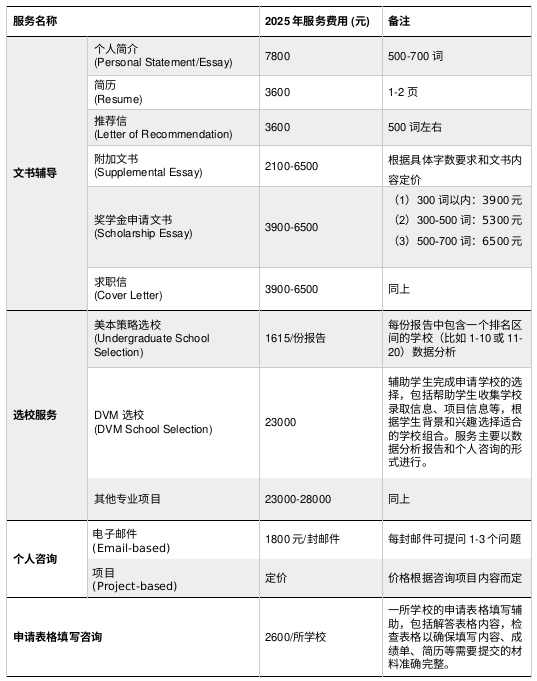 服务名称 2025 年服务费用 (元) 备注
文书辅导
个人简介
(Personal Statement/Essay)
7800
500-700 词
简历
(Resume)
3600
1-2 页
推荐信
(Letter of Recommendation)
3600
500 词左右
附加文书
(Supplemental Essay)
2100-6500
根据具体字数要求和文书内
容定价
奖学金申请文书
(Scholarship Essay)
3900-6500
（1）300 词以内：3900 元
（2）300-500 词：5300 元
（3）500-700 词：6500 元
求职信
(Cover Letter)
3900-6500
同上
选校服务
美本策略选校
(Undergraduate School
Selection)
1615/份报告
每份报告中包含一个排名区
间的学校（比如 1-10 或 11-
20）数据分析
DVM 选校
(DVM School Selection)
23000
辅助学生完成申请学校的选
择，包括帮助学生收集学校
录取信息、项目信息等，根
据学生背景和兴趣选择适合
的学校组合。服务主要以数
据分析报告和个人咨询的形
式进行。
其他专业项目
23000-28000
同上
个人咨询
电子邮件
(Email-based)
1800 元/封邮件
每封邮件可提问 1-3 个问题
项目
(Project-based)
定价
价格根据咨询项目内容而定
申请表格填写咨询
2600/所学校
一所学校的申请表格填写辅
助，包括解答表格内容，检
查表格以确保填写内容、成
绩单、简历等需要提交的材
料准确完整。